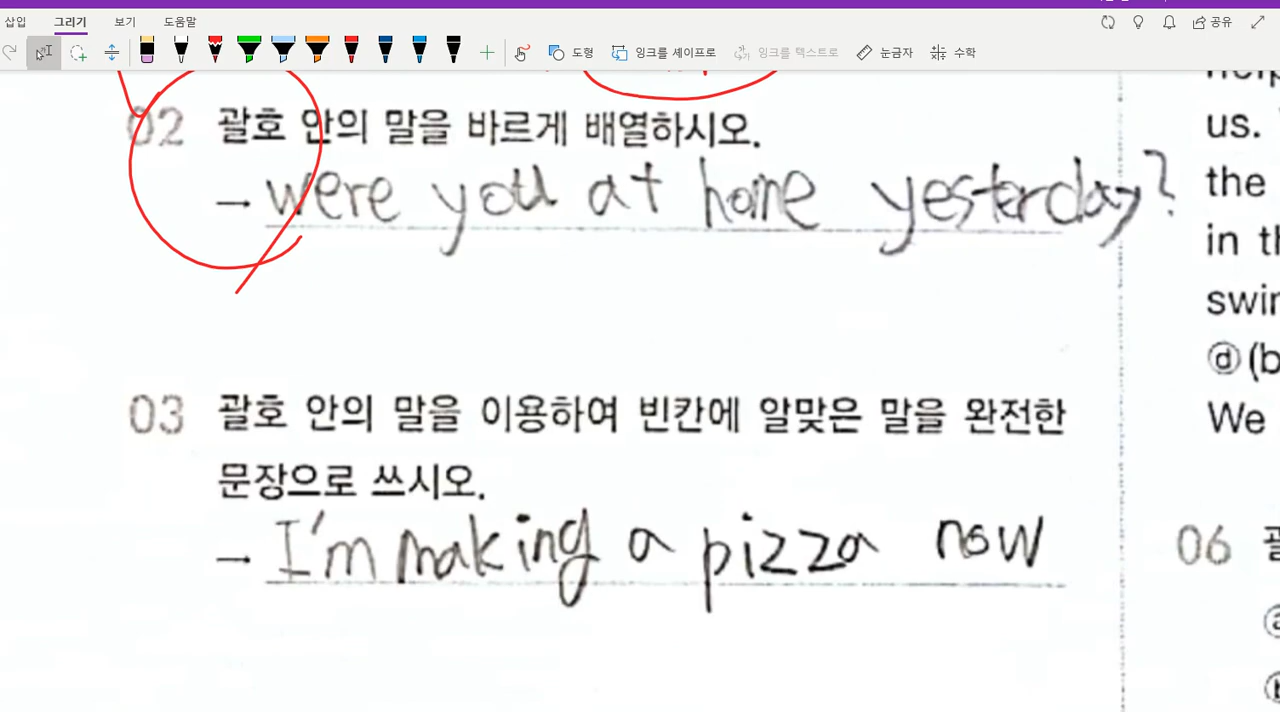 삽입 그리기 보기 도움말 공유
도형 잉크를 셰이프로 잉크를 텍스트로 눈금자 수학
02 괄호 안의 말을 바르게 배열하시오.
→ were you at home yesterday?
03 괄호 안의 말을 이용하여 빈칸에 알맞은 말을 완전한
문장으로 쓰시오.
→ I'm making a pizza now
help
us.
the
in th
swim
ⓓ (b
We
06